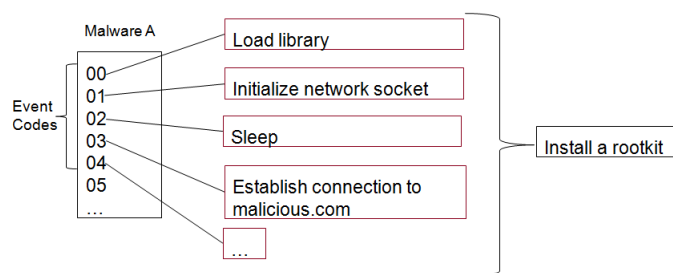 Malware A
Event
Codes
00
01
02
03
04
05
...
Load library
Initialize network socket
Sleep
Establish connection to
malicious.com
...
Install a rootkit